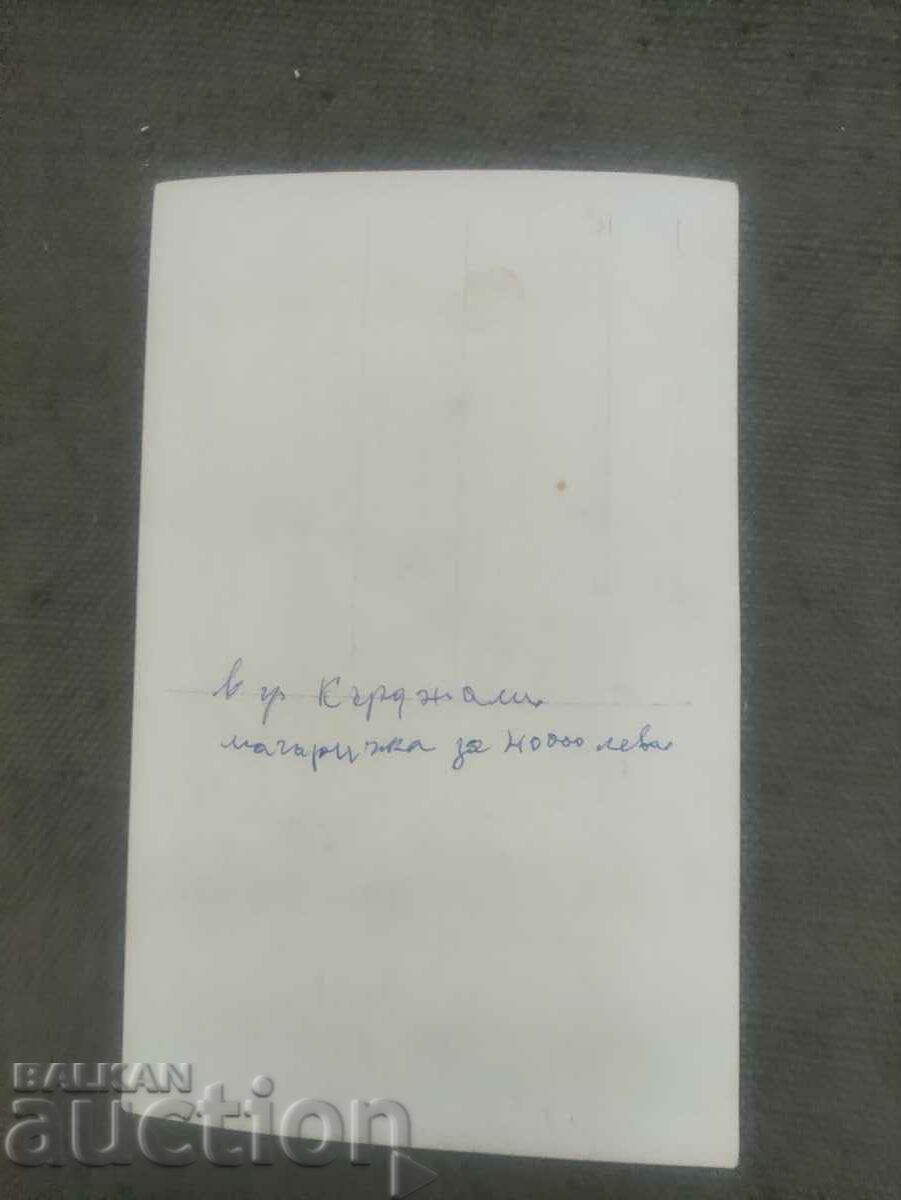 в гр Кърджали
магаричка за 40000 лева
BALKAN
auction